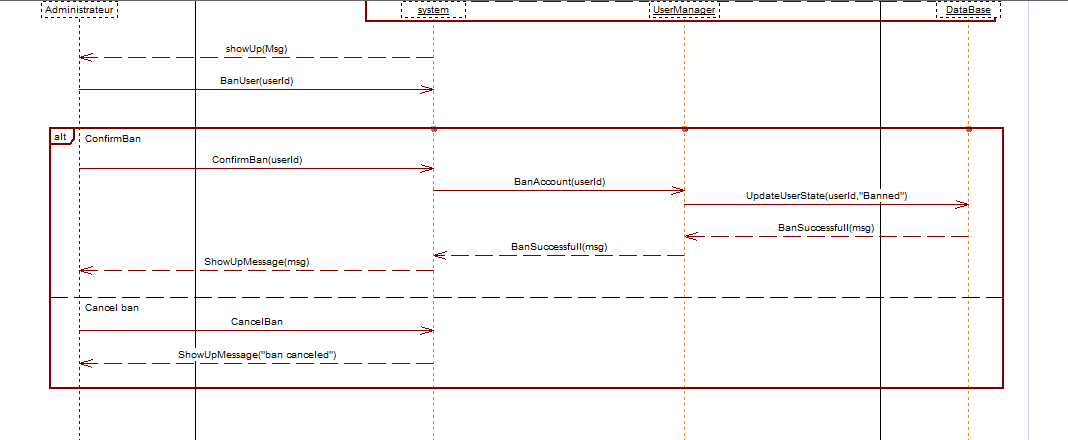 Administrateur
system
UserManager
DataBase
showUp(Msg)
BanUser(userId)
alt
ConfirmBan
ConfirmBan(userId)
BanAccount(userId)
UpdateUserState(userId,"Banned")
BanSuccessfull(msg)
BanSuccessfull(msg)
ShowUpMessage(msg)
Cancel ban
CancelBan
ShowUpMessage("ban canceled")